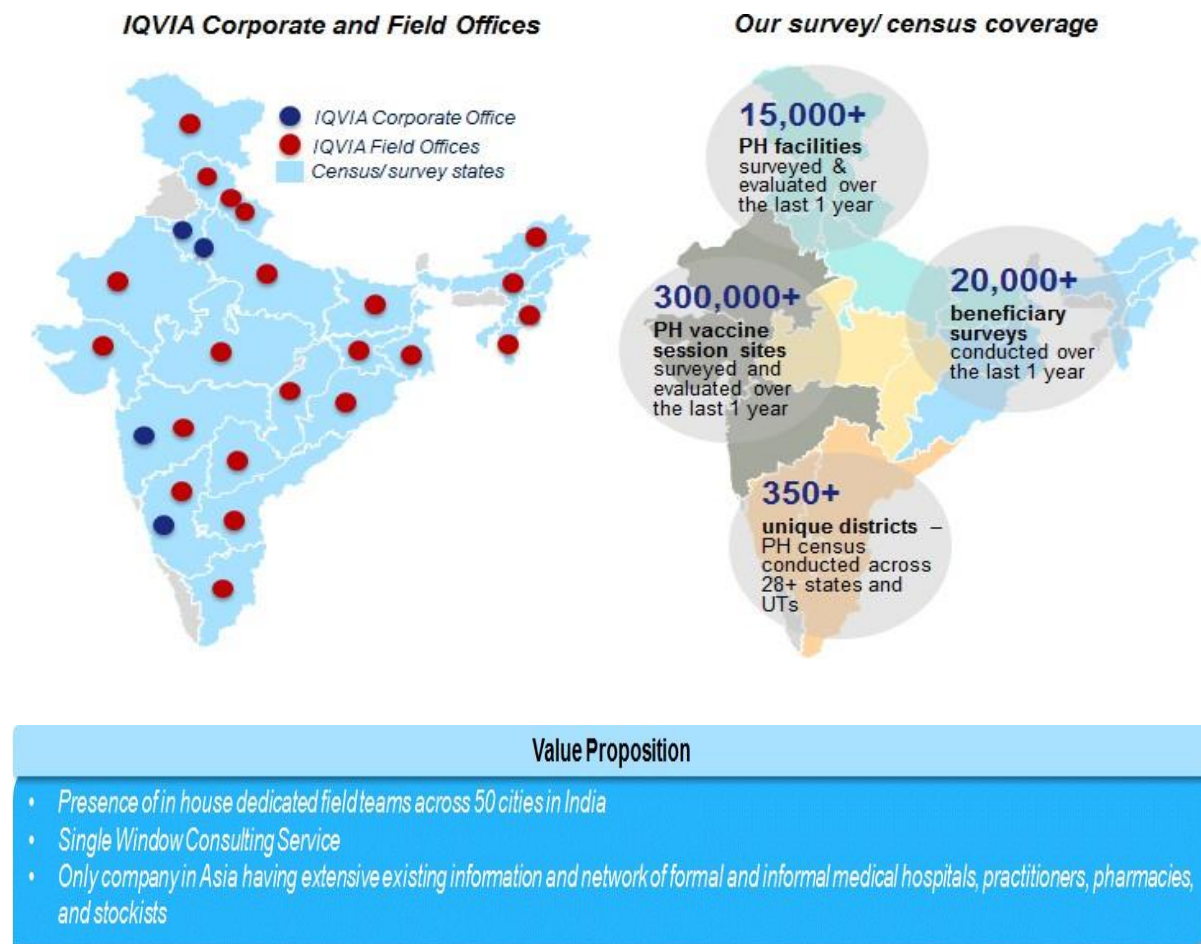 IQVIA Corporate and Field Offices
IQVIA Corporate Office
IQVIA Field Offices
Census/ survey states
Our survey/ census coverage
15,000+
PH facilities
surveyed &
evaluated over
the last 1 year
300,000+
PH vaccine
session sites
surveyed and
evaluated over
the last 1 year
20,000+
beneficiary
surveys
conducted over
the last 1 year
350+
unique districts –
PH census
conducted across
28+ states and
UTs
Value Proposition
• Presence of in house dedicated field teams across 50 cities in India
• Single Window Consulting Service
• Only company in Asia having extensive existing information and network of formal and informal medical hospitals, practitioners, pharmacies,
and stockists